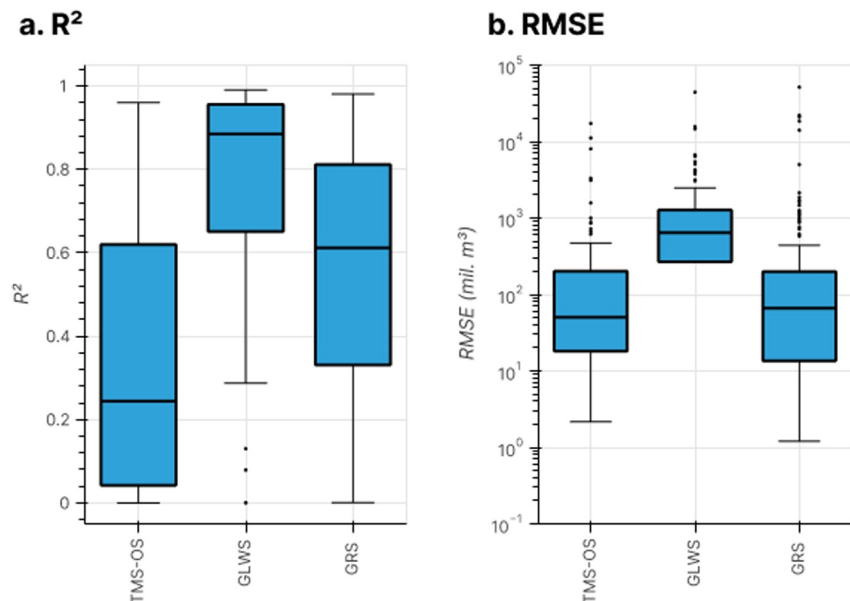 a. R²
R²
1
0.8
0.6
0.4
0.2
0
TMS-OS
GLWS
GRS
b. RMSE
RMSE (mil. m³)
10⁵
10⁴
10³
10²
10¹
10⁰
10⁻¹
TMS-OS
GLWS
GRS